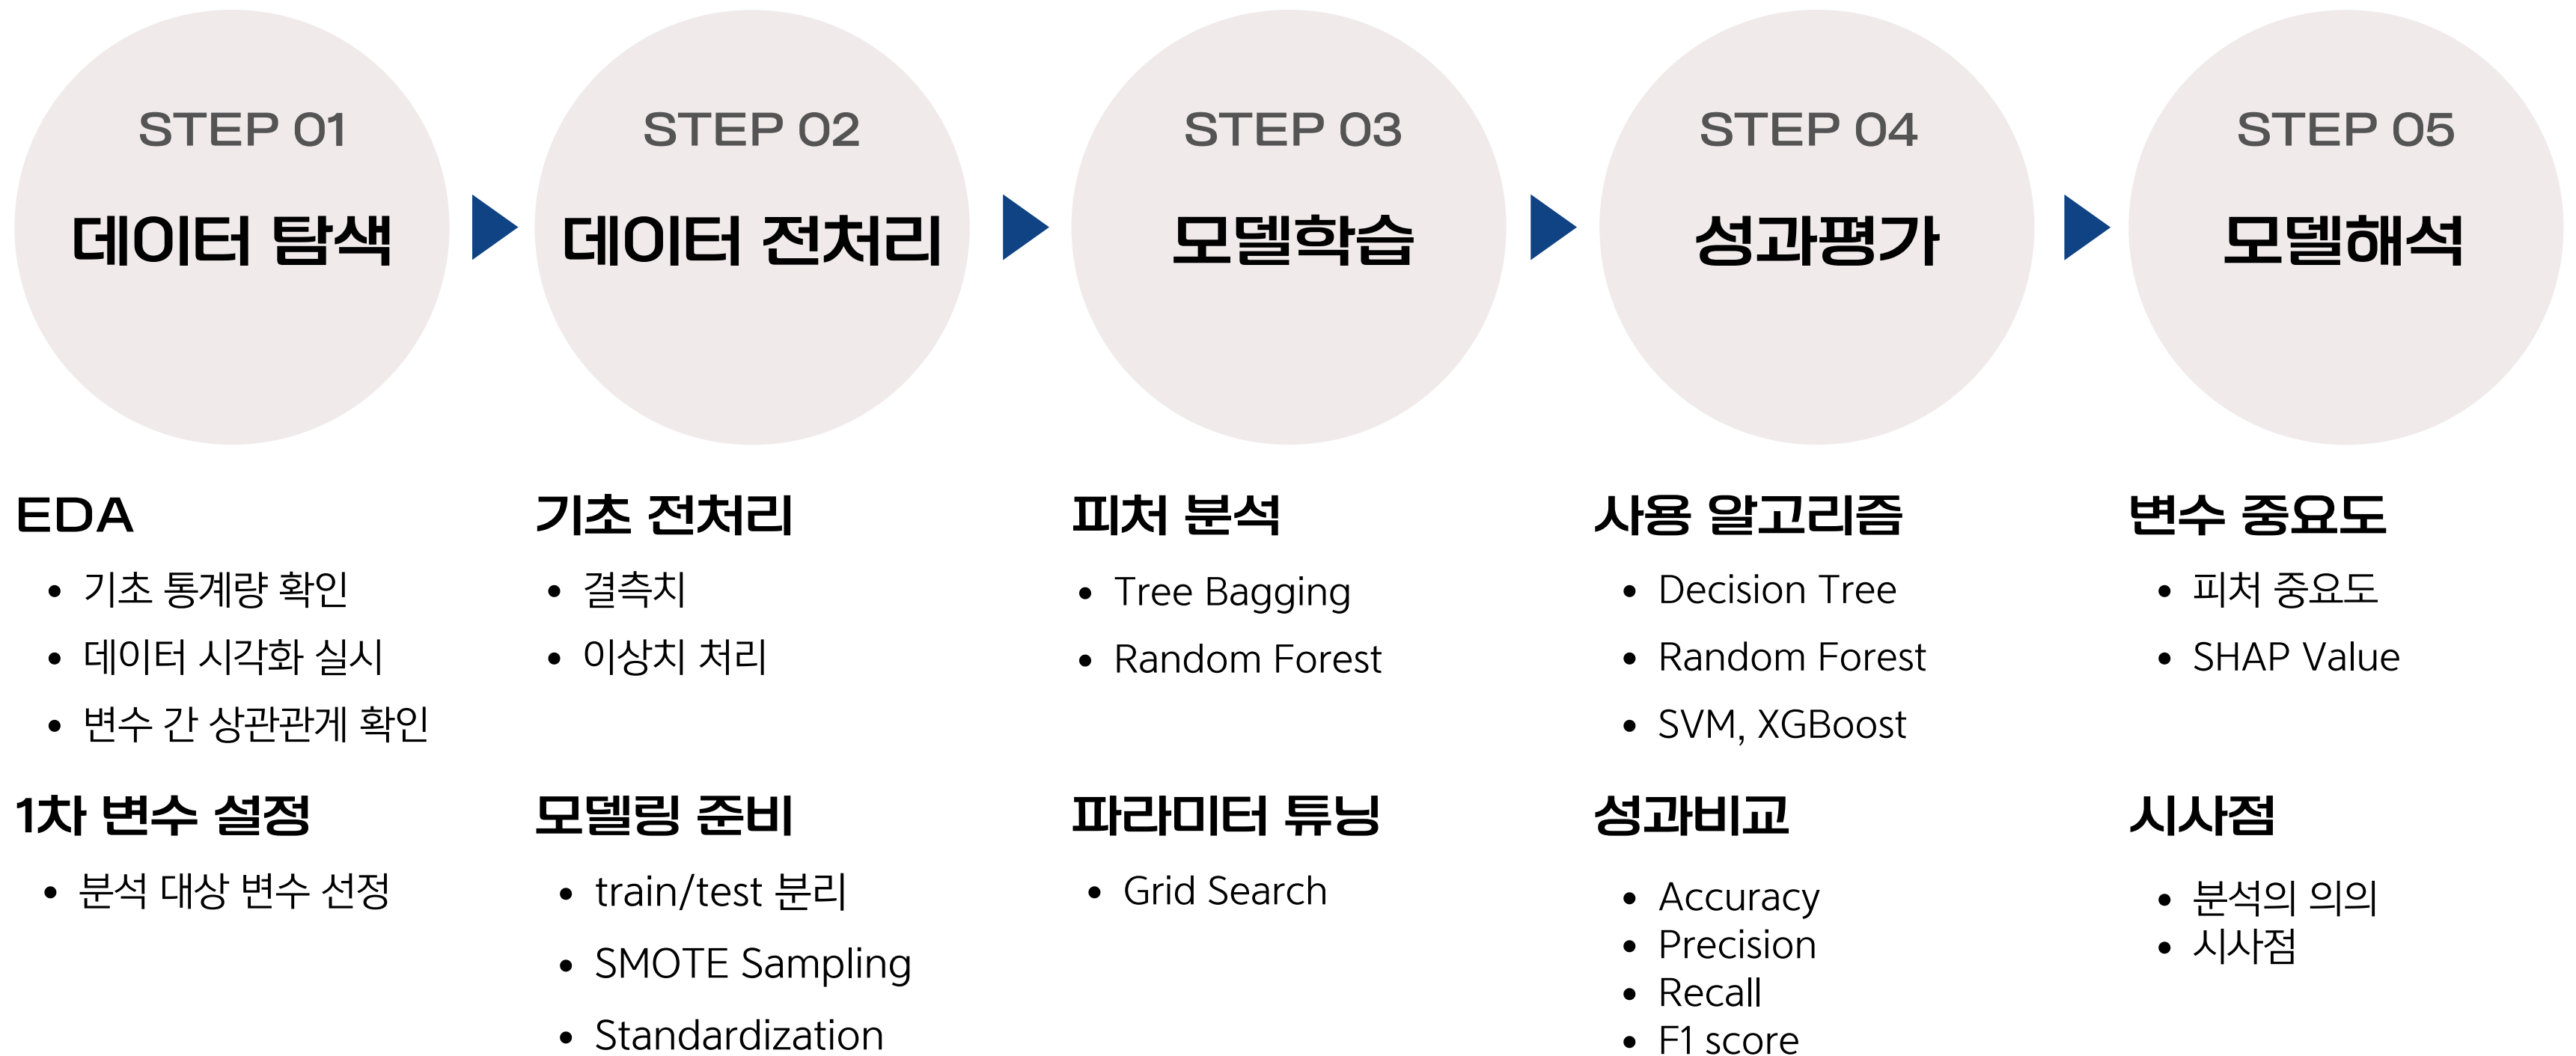 STEP 01
데이터 탐색
STEP 02
데이터 전처리
STEP 03
모델학습
STEP 04
성과평가
STEP 05
모델해석
EDA
• 기초 통계량 확인
• 데이터 시각화 실시
• 변수 간 상관관게 확인
1차 변수 설정
• 분석 대상 변수 선정
기초 전처리
• 결측치
• 이상치 처리
모델링 준비
• train/test 분리
• SMOTE Sampling
• Standardization
피처 분석
• Tree Bagging
• Random Forest
파라미터 튜닝
• Grid Search
사용 알고리즘
• Decision Tree
• Random Forest
• SVM, XGBoost
성과비교
• Accuracy
• Precision
• Recall
• F1 score
변수 중요도
• 피처 중요도
• SHAP Value
시사점
• 분석의 의의
• 시사점